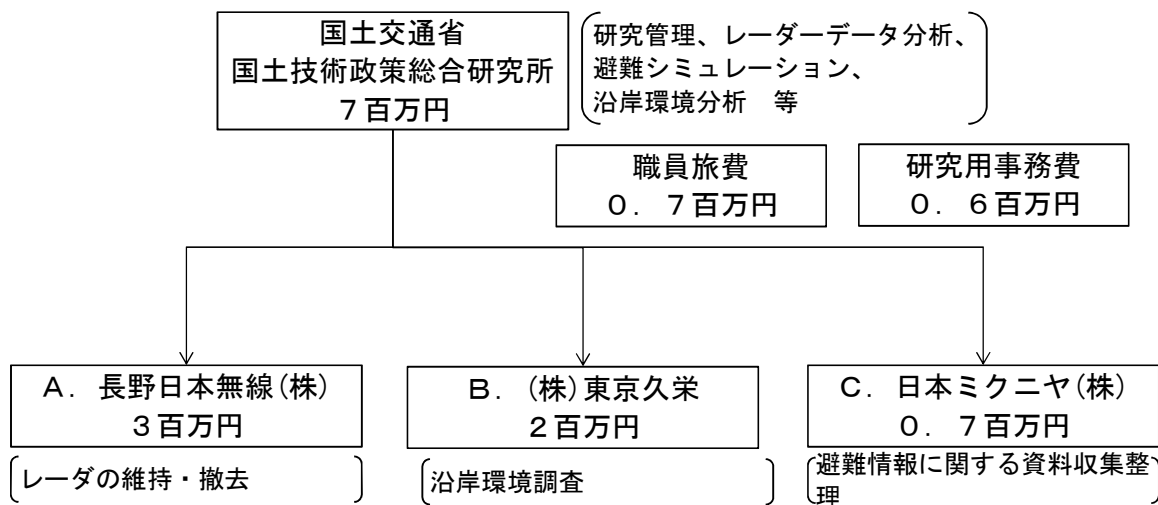 国土交通省
国土技術政策総合研究所
７百万円
研究管理、レーダーデータ分析、
避難シミュレーション、
沿岸環境分析　等
職員旅費
０．７百万円
研究用事務費
０．６百万円
Ａ．長野日本無線(株)
３百万円
レーダの維持・撤去
Ｂ．(株)東京久栄
２百万円
沿岸環境調査
Ｃ．日本ミクニヤ(株)
０．７百万円
避難情報に関する資料収集整
理